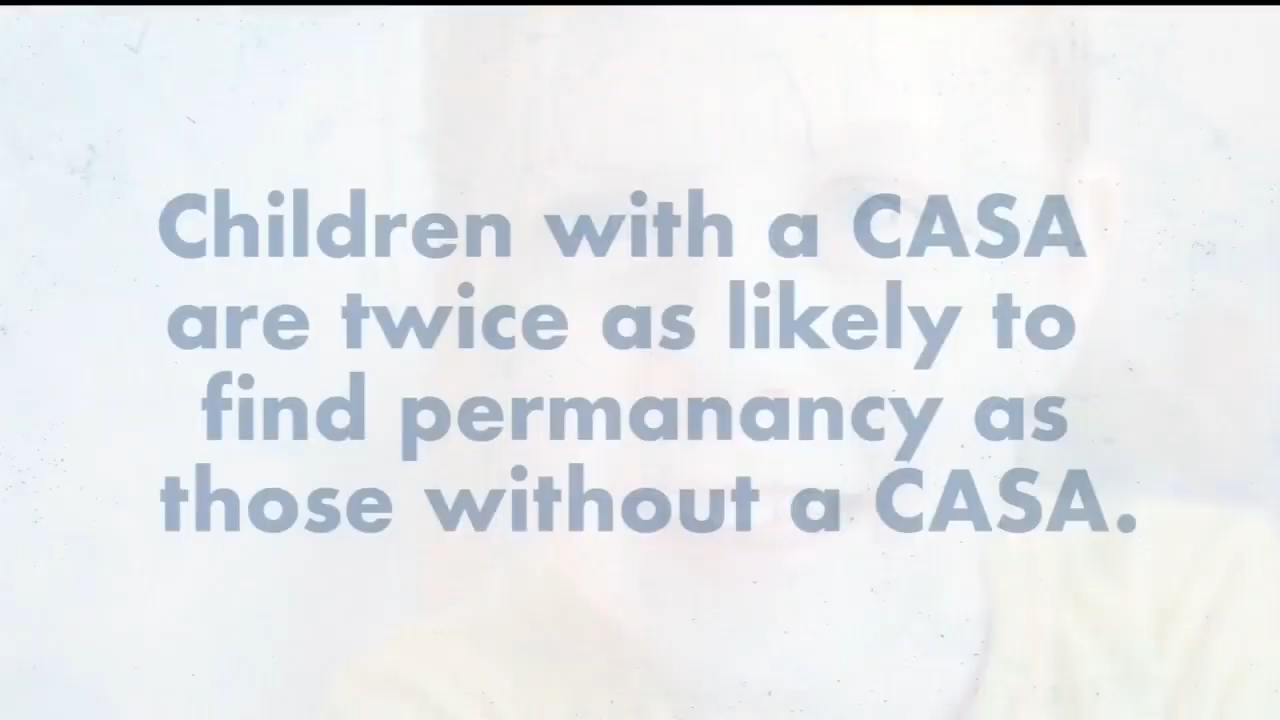 Children with a CASA
are twice as likely to
find permanancy as
those without a CASA.